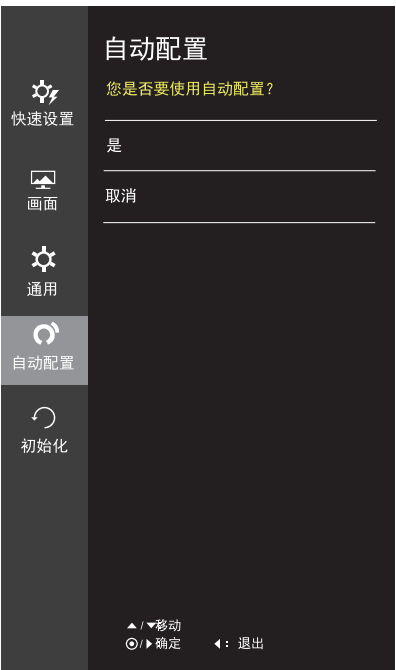 自动配置
您是否要使用自动配置?
是
取消
快速设置
画面
通用
自动配置
初始化
▲/▼移动
◉/▶确定 ◀: 退出